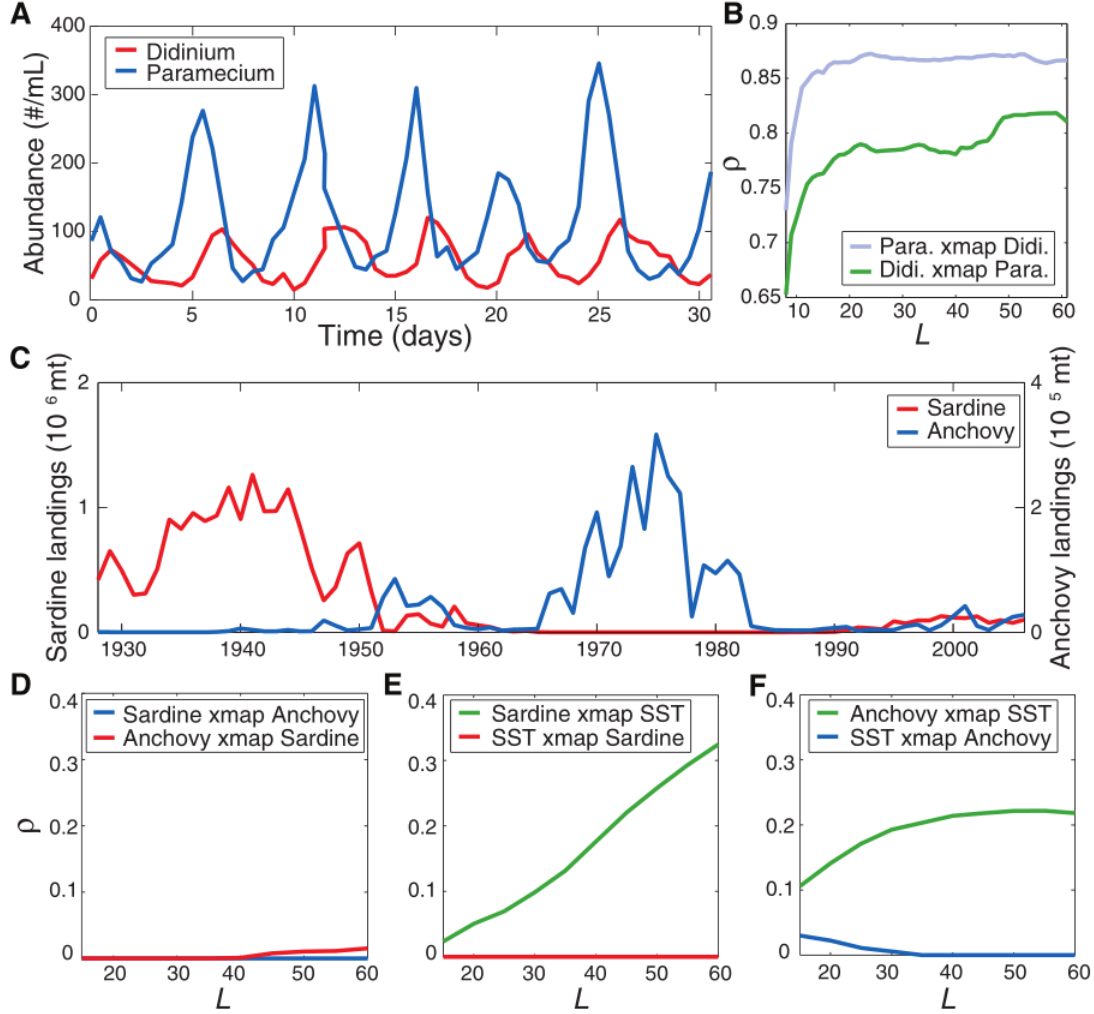 A
Abundance (#/mL)
400
300
200
100
0
Didinium
Paramecium
0 5 10 15 20 25 30
Time (days)
B
ρ
0.9
0.85
0.8
0.75
0.7
0.65
Para. xmap Didi.
Didi. xmap Para.
10 20 30 40 50 60
L
C
Sardine landings (10 6 mt)
2
1
0
Sardine
Anchovy
4
2
0
Anchovy landings (10 5 mt)
1930 1940 1950 1960 1970 1980 1990 2000
D
ρ
0.4
0.3
0.2
0.1
0
Sardine xmap Anchovy
Anchovy xmap Sardine
20 30 40 50 60
L
E
0.4
0.3
0.2
0.1
0
Sardine xmap SST
SST xmap Sardine
20 30 40 50 60
L
F
0.4
0.3
0.2
0.1
0
Anchovy xmap SST
SST xmap Anchovy
20 30 40 50 60
L